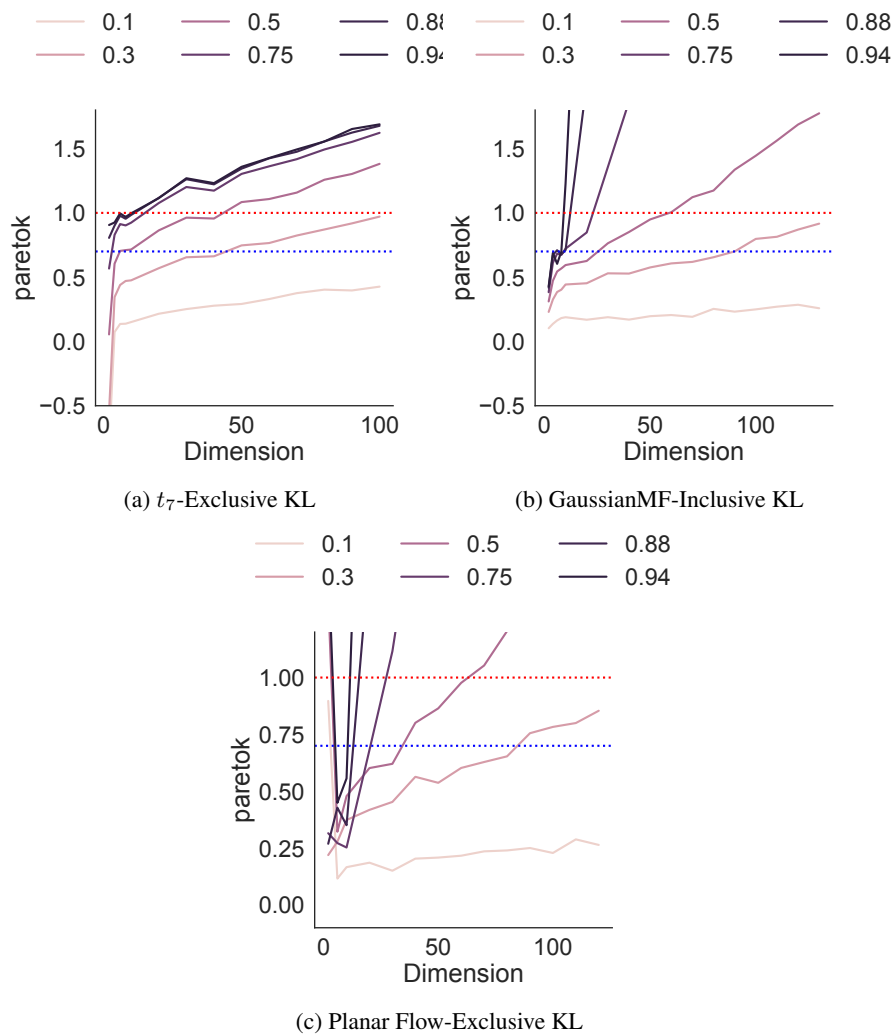 0.1 0.5 0.88 0.1 0.5 0.88
0.3 0.75 0.94 0.3 0.75 0.94
1.5
1.0
0.5
0.0
−0.5
paretok
0 50 100
Dimension
(a) t₇-Exclusive KL
1.5
1.0
0.5
0.0
−0.5
paretok
0 50 100
Dimension
(b) GaussianMF-Inclusive KL
0.1 0.5 0.88
0.3 0.75 0.94
1.00
0.75
0.50
0.25
0.00
paretok
0 50 100
Dimension
(c) Planar Flow-Exclusive KL